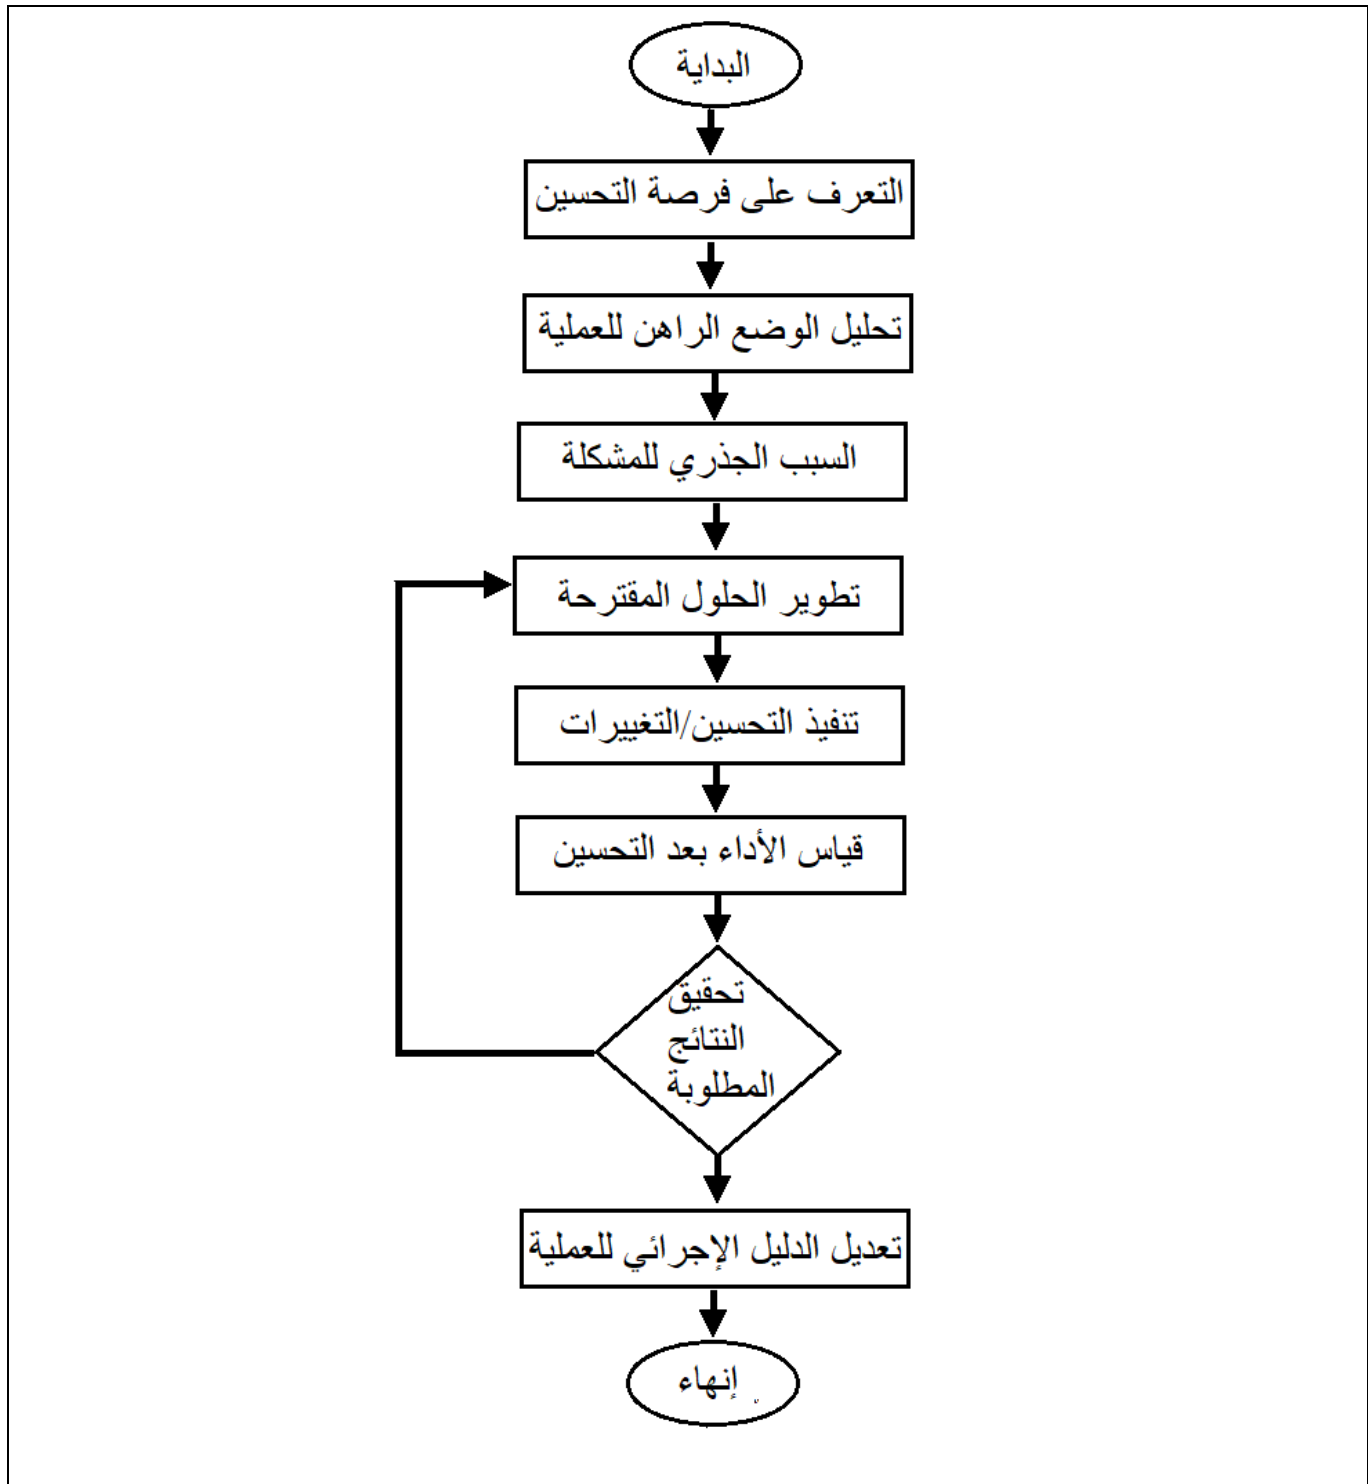 البداية
التعرف على فرصة التحسين
تحليل الوضع الراهن للعملية
السبب الجذري للمشكلة
تطوير الحلول المقترحة
تنفيذ التحسين/التغييرات
قياس الأداء بعد التحسين
تحقيق
النتائج
المطلوبة
تعديل الدليل الإجرائي للعملية
إنهاء